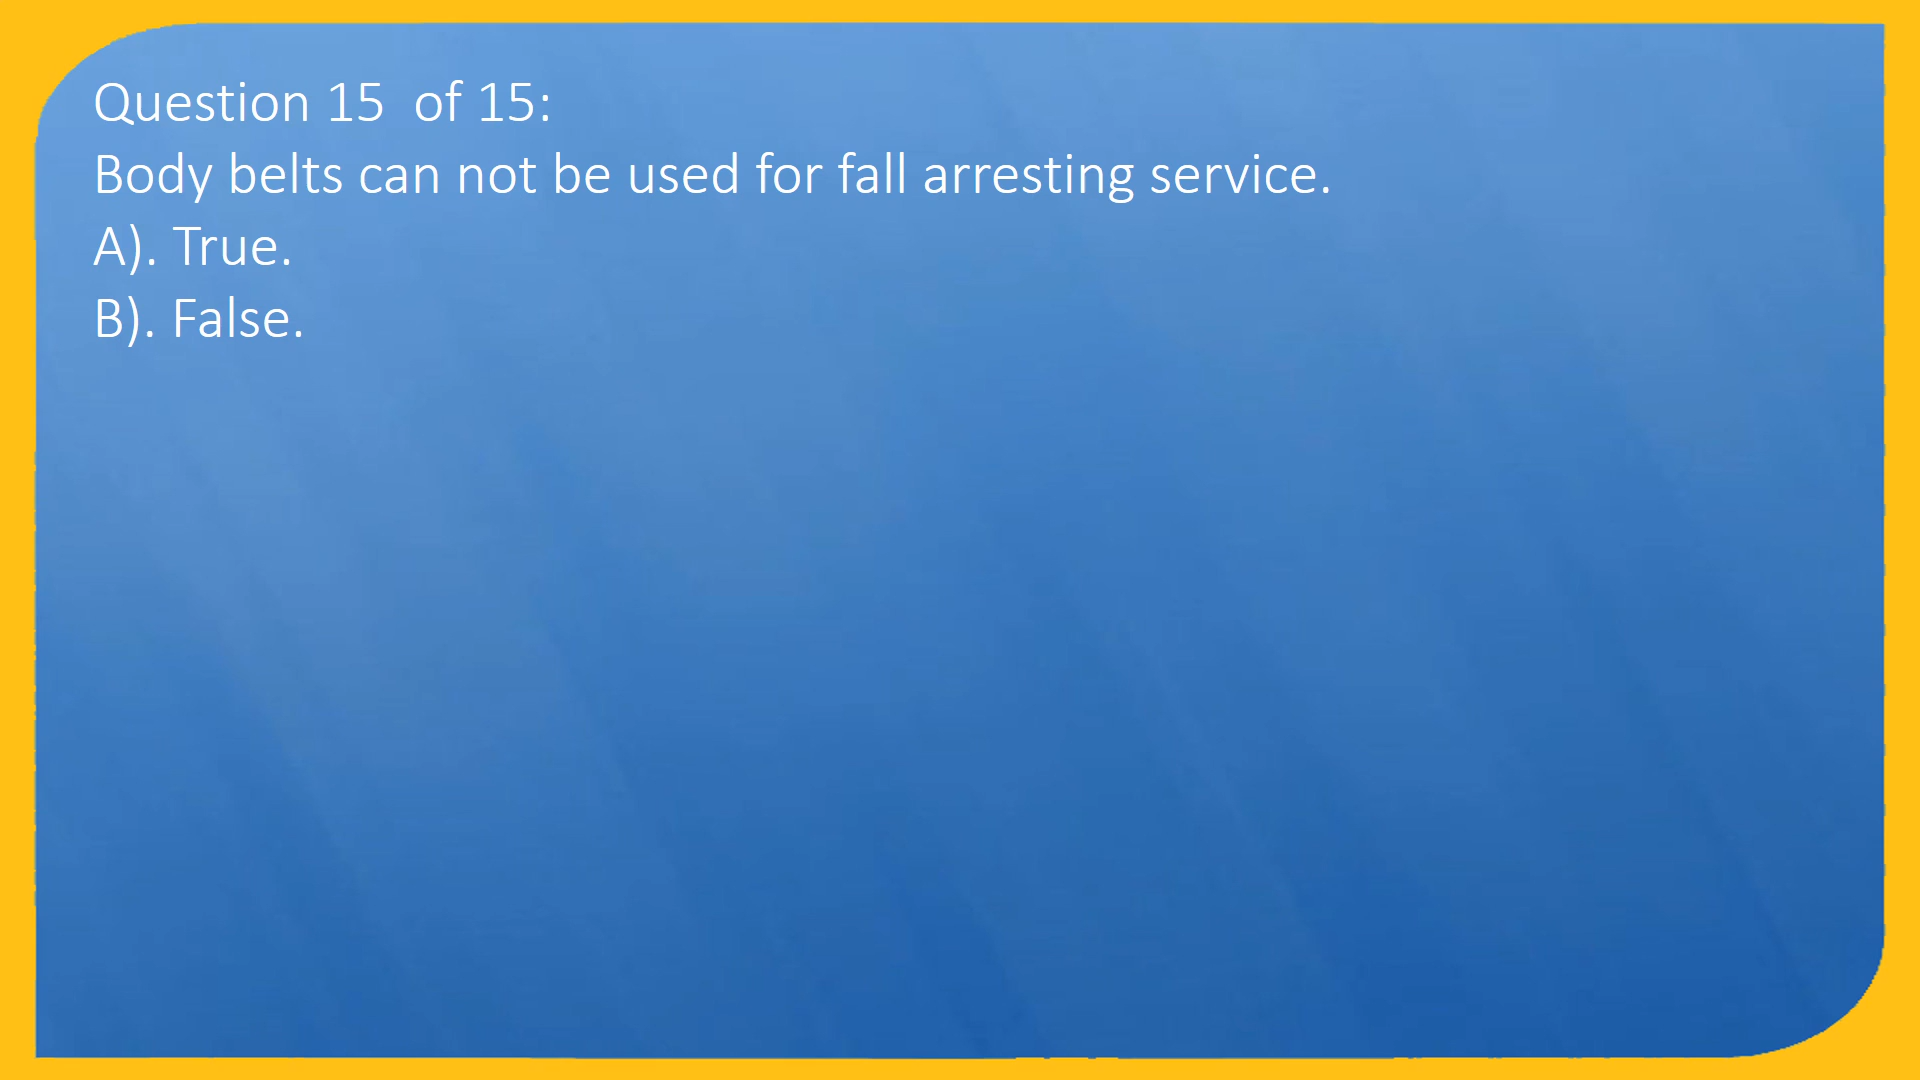 Question 15  of 15:
Body belts can not be used for fall arresting service.
A). True.
B). False.